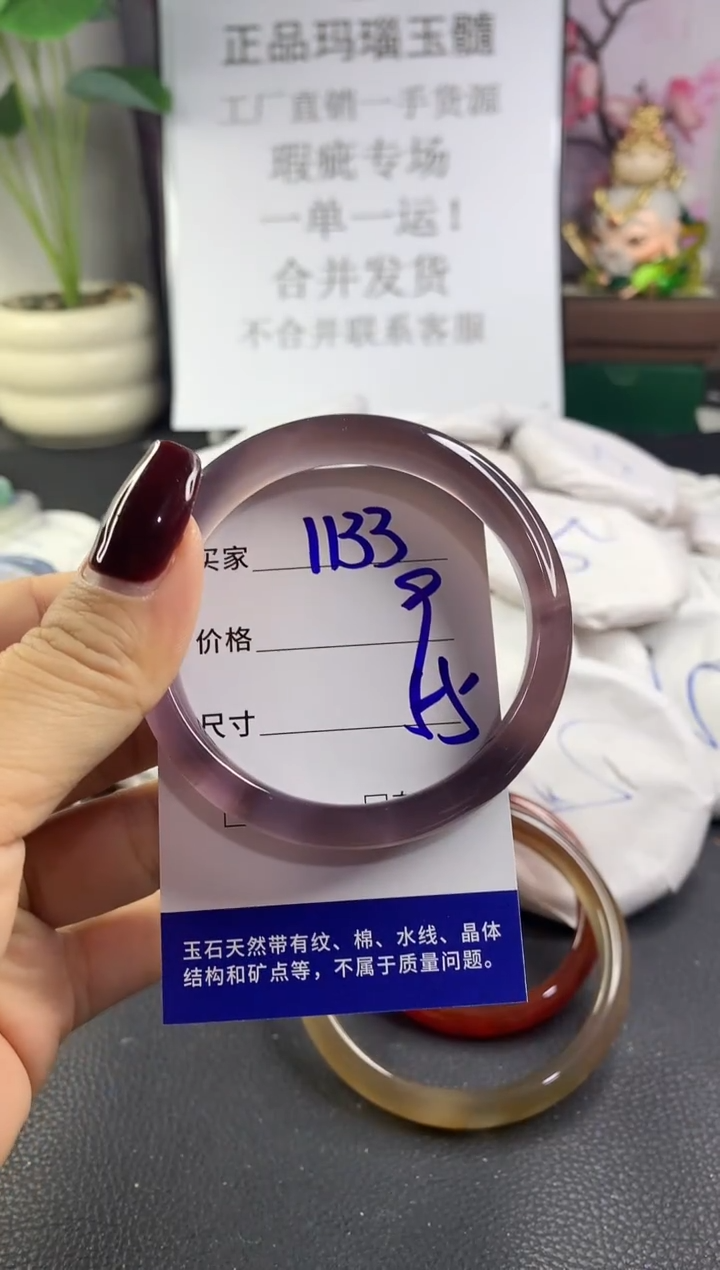 正品玛瑙玉髓
工厂直销一手货源
瑕疵专场
一单一运!
合并发货
不合并联系客服
买家 1133
价格
尺寸
玉石天然带有纹、棉、水线、晶体
结构和矿点等，不属于质量问题。